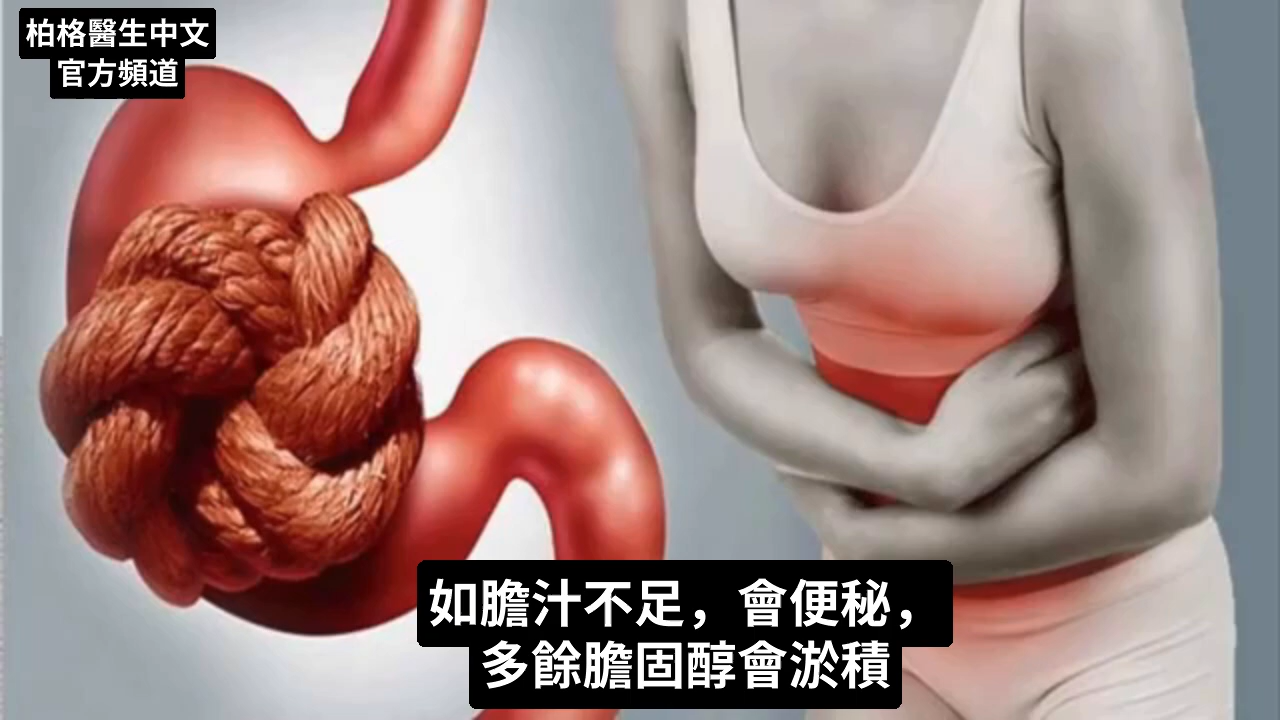 柏格醫生中文
官方頻道
如膽汁不足，會便秘，
多餘膽固醇會淤積